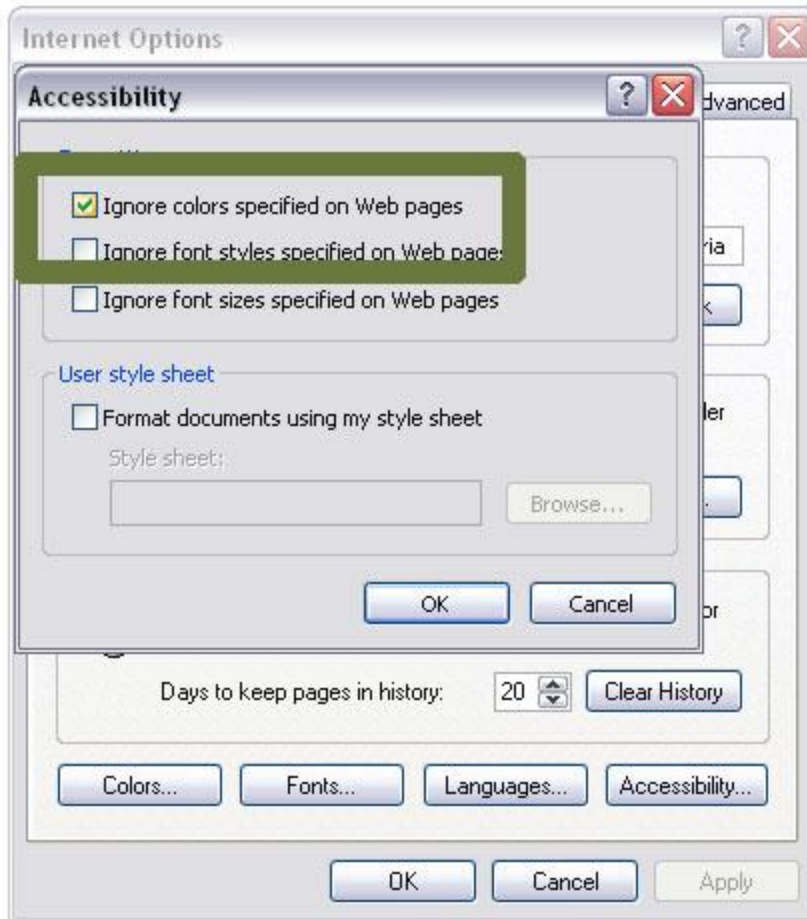 Internet Options
Accessibility
dvanced
Ignore colors specified on Web pages
Ignore font styles specified on Web pages
ria
Ignore font sizes specified on Web pages
k
User style sheet
Format documents using my style sheet
ler
Style sheet:
Browse...
OK
Cancel
or
Days to keep pages in history:
20
Clear History
Colors...
Fonts...
Languages...
Accessibility...
OK
Cancel
Apply